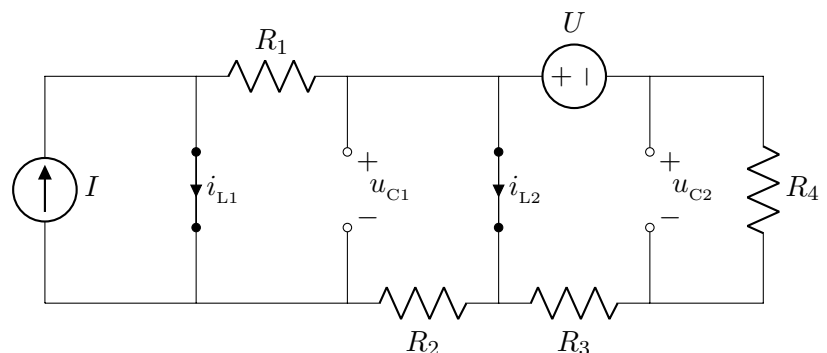 U
R1
+ −
I
iL1
+
uC1
−
iL2
+
uC2
−
R4
R2
R3